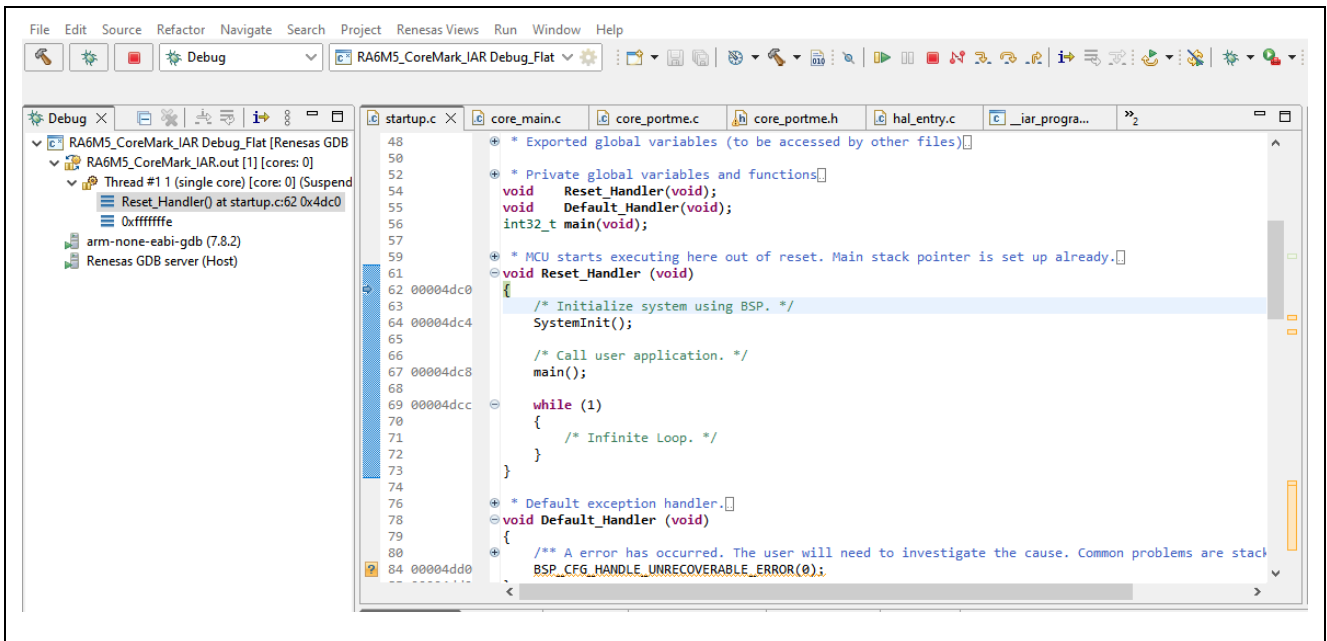 File Edit Source Refactor Navigate Search Project Renesas Views Run Window Help
Debug RA6M5_CoreMark_IAR Debug_Flat
Debug
RA6M5_CoreMark_IAR Debug_Flat [Renesas GDB
RA6M5_CoreMark_IAR.out [1] [cores: 0]
Thread #1 1 (single core) [core: 0] (Suspend
Reset_Handler() at startup.c:62 0x4dc0
0xfffffffe
arm-none-eabi-gdb (7.8.2)
Renesas GDB server (Host)
startup.c core_main.c core_portme.c core_portme.h hal_entry.c __iar_progra... »2
48 * Exported global variables (to be accessed by other files)
50
52 * Private global variables and functions
54 void Reset_Handler(void);
55 void Default_Handler(void);
56 int32_t main(void);
57
59 * MCU starts executing here out of reset. Main stack pointer is set up already.
61 void Reset_Handler (void)
62 00004dc0 {
63 /* Initialize system using BSP. */
64 00004dc4 SystemInit();
65
66 /* Call user application. */
67 00004dc8 main();
68
69 00004dcc while (1)
70 {
71 /* Infinite Loop. */
72 }
73 }
74
76 * Default exception handler.
78 void Default_Handler (void)
79 {
80 /** A error has occurred. The user will need to investigate the cause. Common problems are stack
84 00004dd0 BSP_CFG_HANDLE_UNRECOVERABLE_ERROR(0);